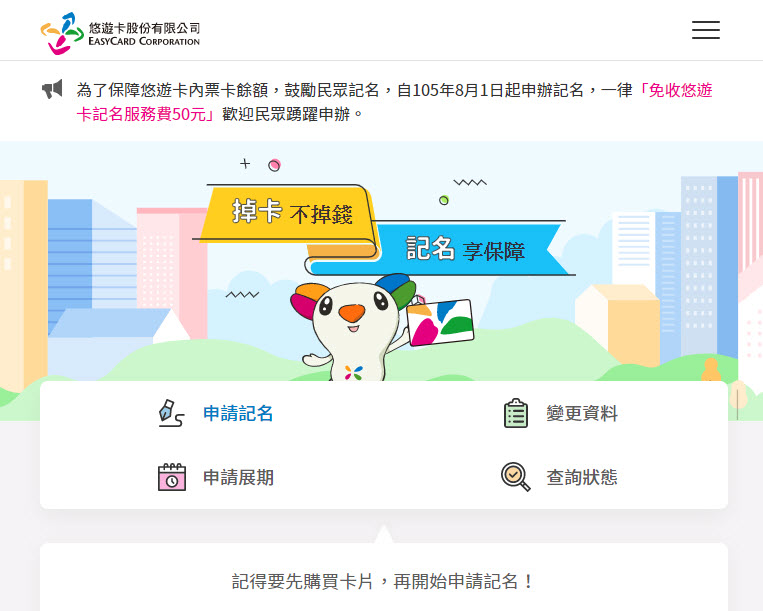 悠遊卡股份有限公司
EASYCARD CORPORATION
為了保障悠遊卡內票卡餘額，鼓勵民眾記名，自105年8月1日起申辦記名，一律「免收悠遊
卡記名服務費50元」歡迎民眾踴躍申辦。
掉卡 不掉錢
記名 享保障
申請記名
變更資料
申請展期
查詢狀態
記得要先購買卡片，再開始申請記名！